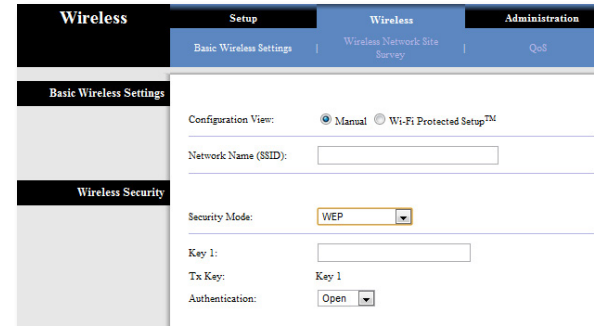 Wireless
Setup
Wireless
Administration
Basic Wireless Settings | Wireless Network Site Survey | QoS
Basic Wireless Settings
Configuration View: Manual Wi-Fi Protected Setup™
Network Name (SSID):
Wireless Security
Security Mode: WEP
Key 1:
Tx Key: Key 1
Authentication: Open